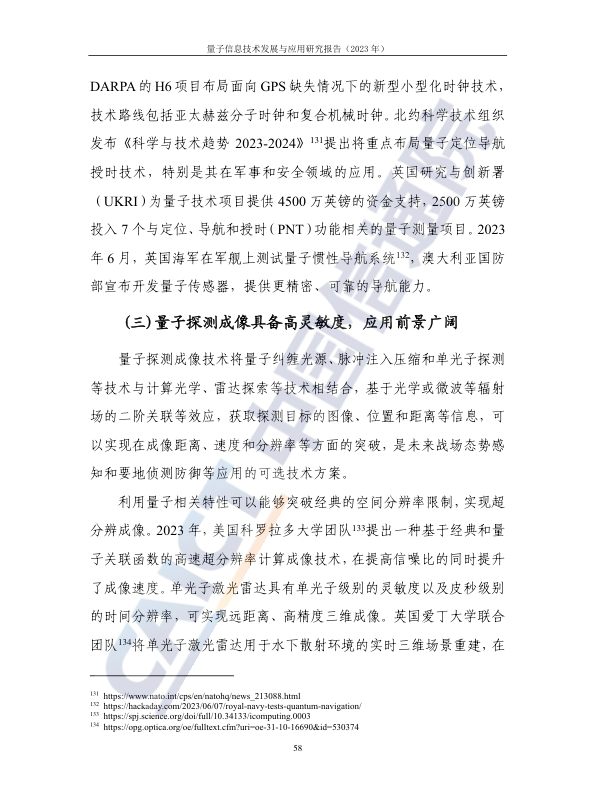 量子信息技术发展与应用研究报告（2023 年）
DARPA 的 H6 项目布局面向 GPS 缺失情况下的新型小型化时钟技术，
技术路线包括亚太赫兹分子时钟和复合机械时钟。北约科学技术组织
发布《科学与技术趋势 2023-2024》131提出将重点布局量子定位导航
授时技术，特别是其在军事和安全领域的应用。英国研究与创新署
（UKRI）为量子技术项目提供 4500 万英镑的资金支持，2500 万英镑
投入 7 个与定位、导航和授时（PNT）功能相关的量子测量项目。2023
年 6 月，英国海军在军舰上测试量子惯性导航系统132，澳大利亚国防
部宣布开发量子传感器，提供更精密、可靠的导航能力。
（三）量子探测成像具备高灵敏度，应用前景广阔
量子探测成像技术将量子纠缠光源、脉冲注入压缩和单光子探测
等技术与计算光学、雷达探索等技术相结合，基于光学或微波等辐射
场的二阶关联等效应，获取探测目标的图像、位置和距离等信息，可
以实现在成像距离、速度和分辨率等方面的突破，是未来战场态势感
知和要地侦测防御等应用的可选技术方案。
利用量子相关特性可以能够突破经典的空间分辨率限制，实现超
分辨成像。2023 年，美国科罗拉多大学团队133提出一种基于经典和量
子关联函数的高速超分辨率计算成像技术，在提高信噪比的同时提升
了成像速度。单光子激光雷达具有单光子级别的灵敏度以及皮秒级别
的时间分辨率，可实现远距离、高精度三维成像。英国爱丁大学联合
团队134将单光子激光雷达用于水下散射环境的实时三维场景重建，在
131 https://www.nato.int/cps/en/natohq/news_213088.html
132 https://hackaday.com/2023/06/07/royal-navy-tests-quantum-navigation/
133 https://spj.science.org/doi/full/10.34133/icomputing.0003
134 https://opg.optica.org/oe/fulltext.cfm?uri=oe-31-10-16690&id=530374
58
CAICT 中国信通院